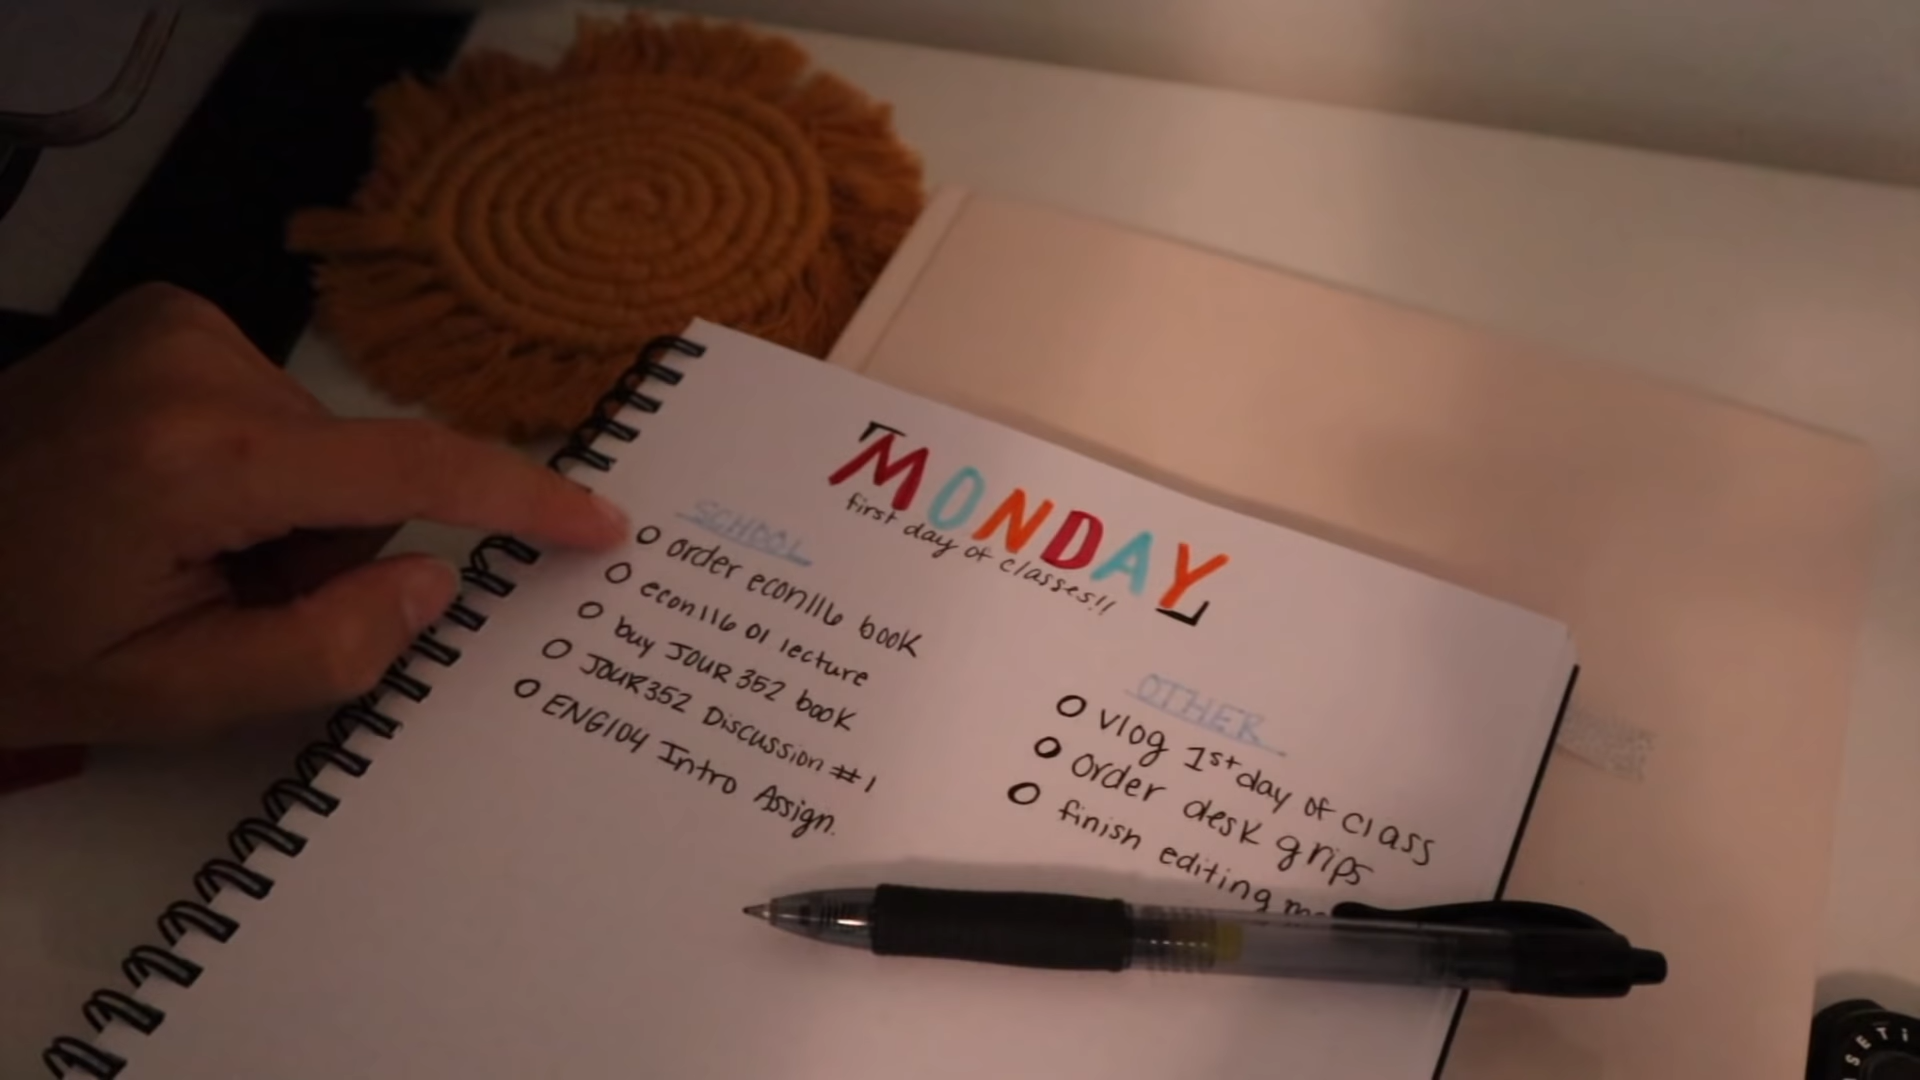 MONDAY
first day of classes!!
SCHOOL
order econ116 book
econ116 01 lecture
buy JOUR 352 book
JOUR352 Discussion #1
ENG104 Intro Assign.
OTHER
vlog 1st day of class
order desk grips
finish editing